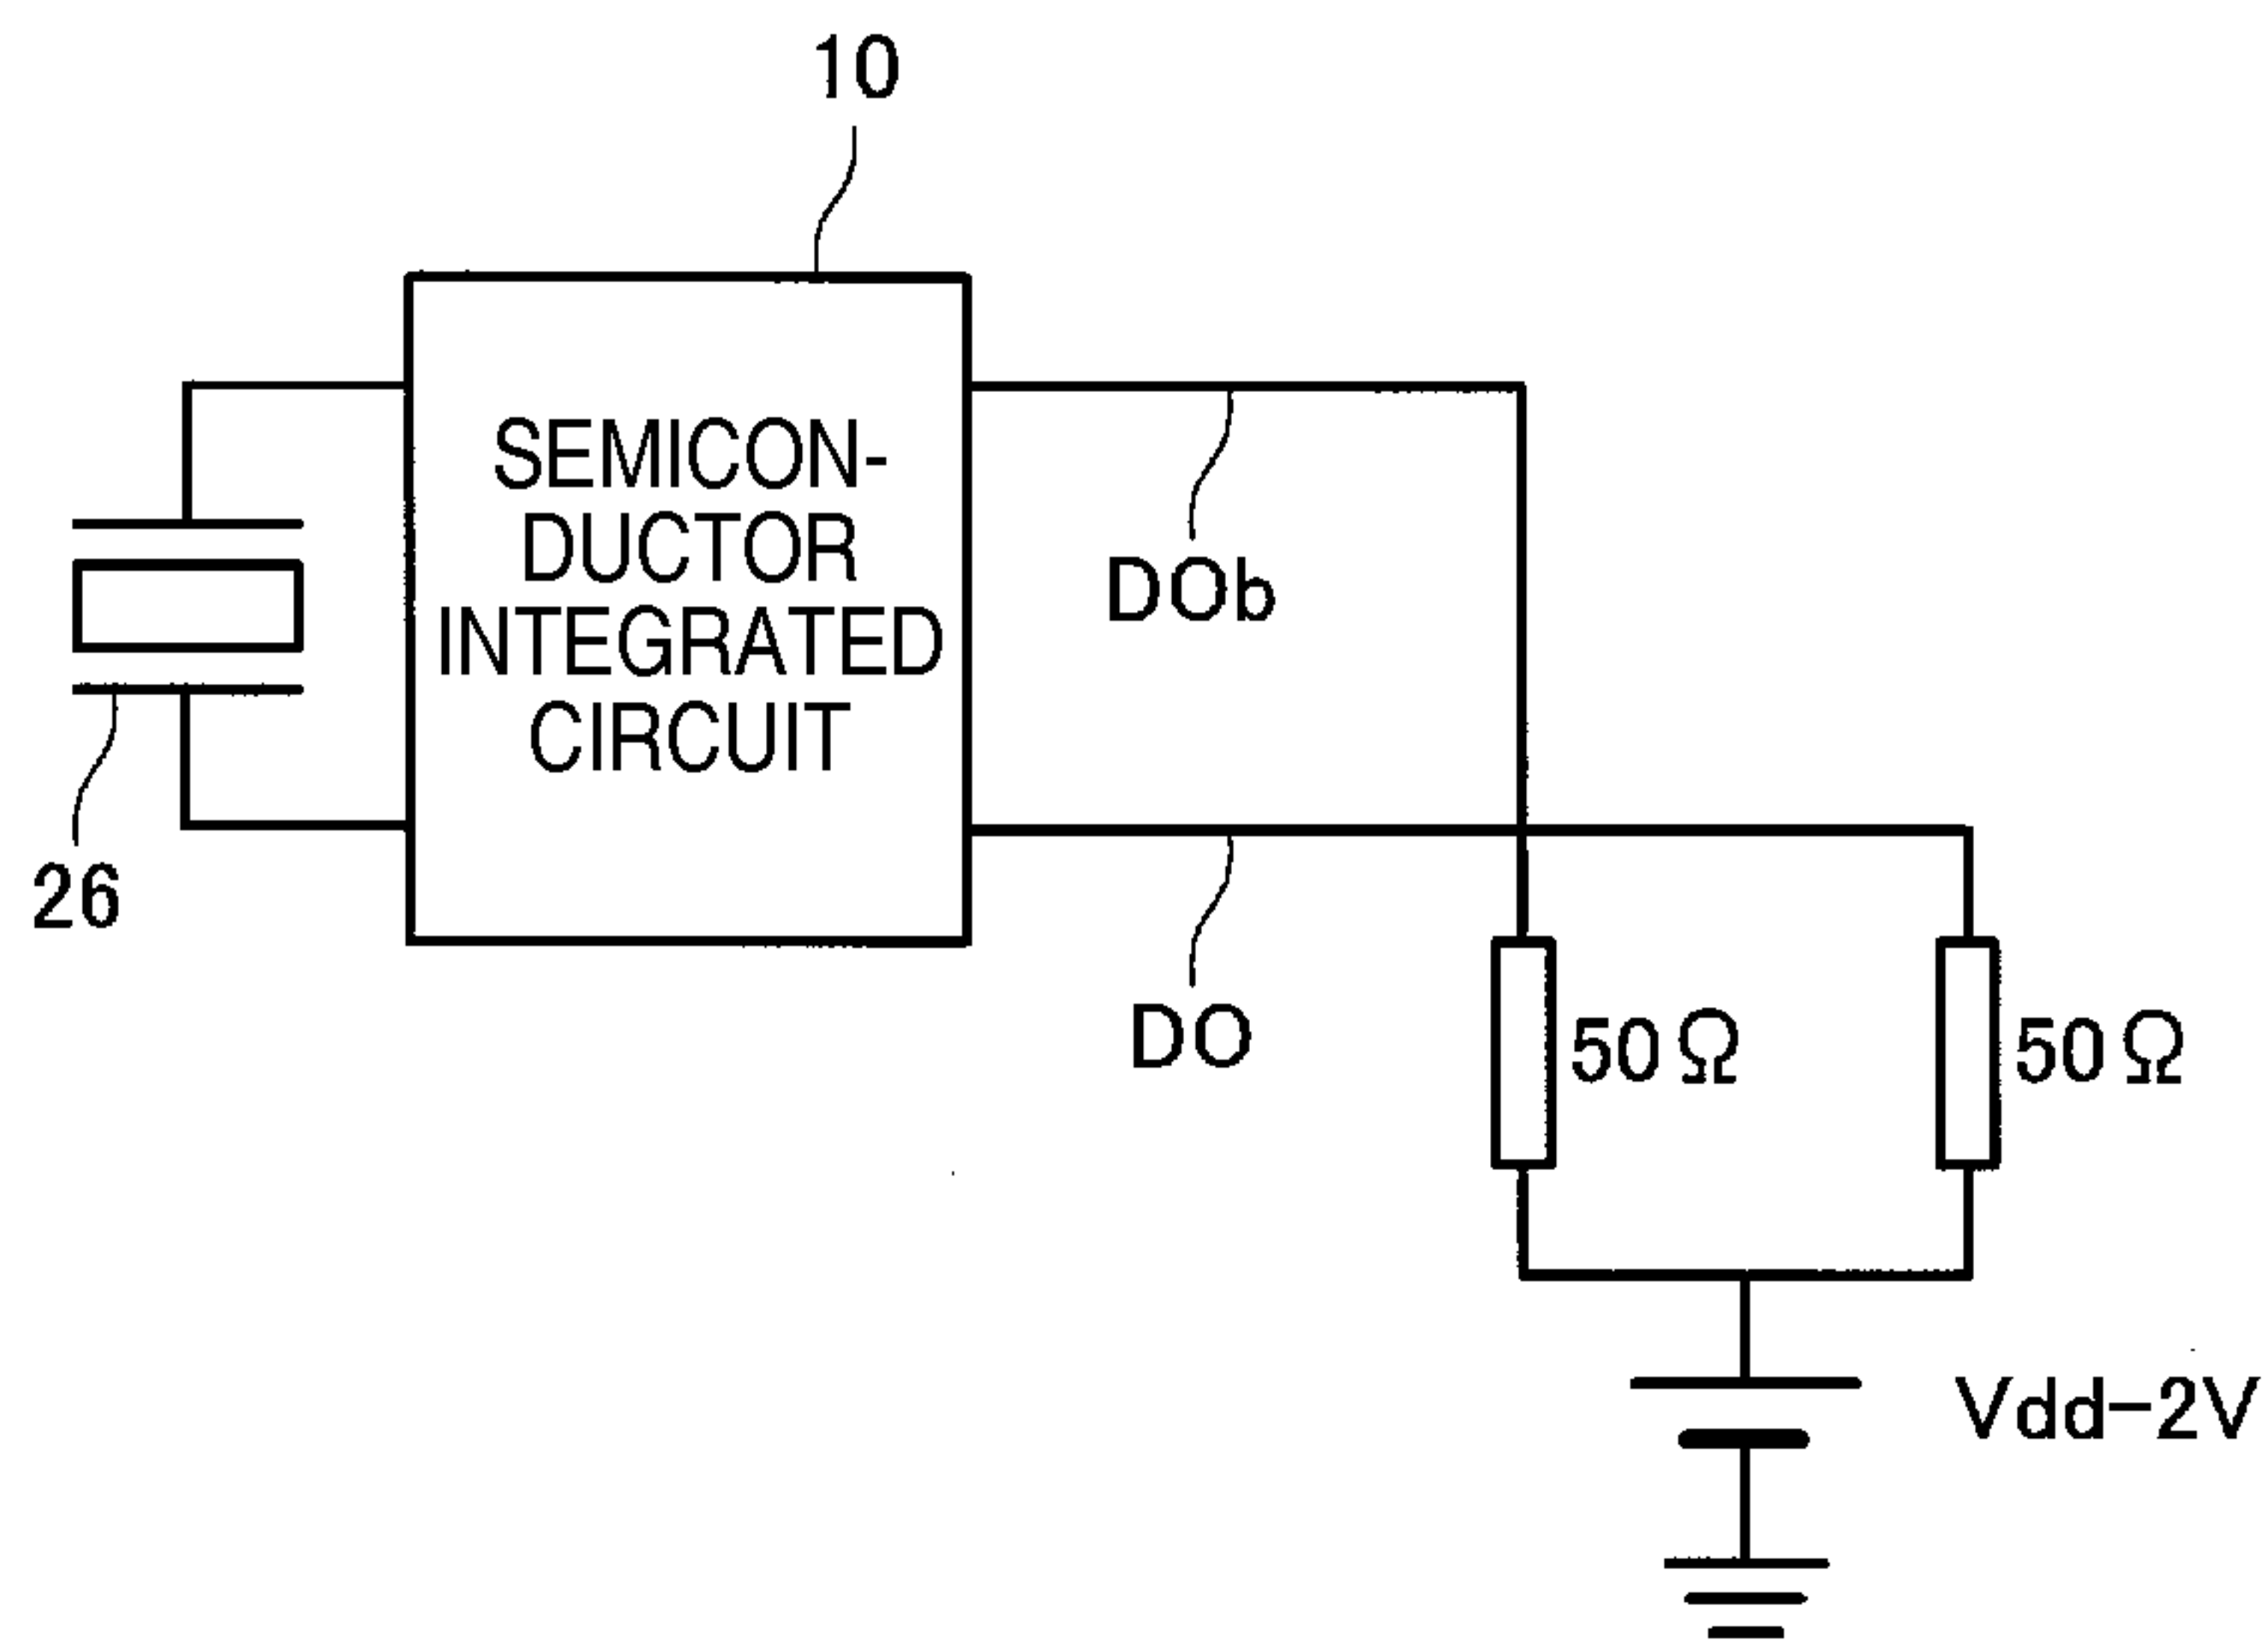 10
SEMICON-
DUCTOR
INTEGRATED
CIRCUIT
DOb
26
DO
50Ω
50Ω
Vdd-2V